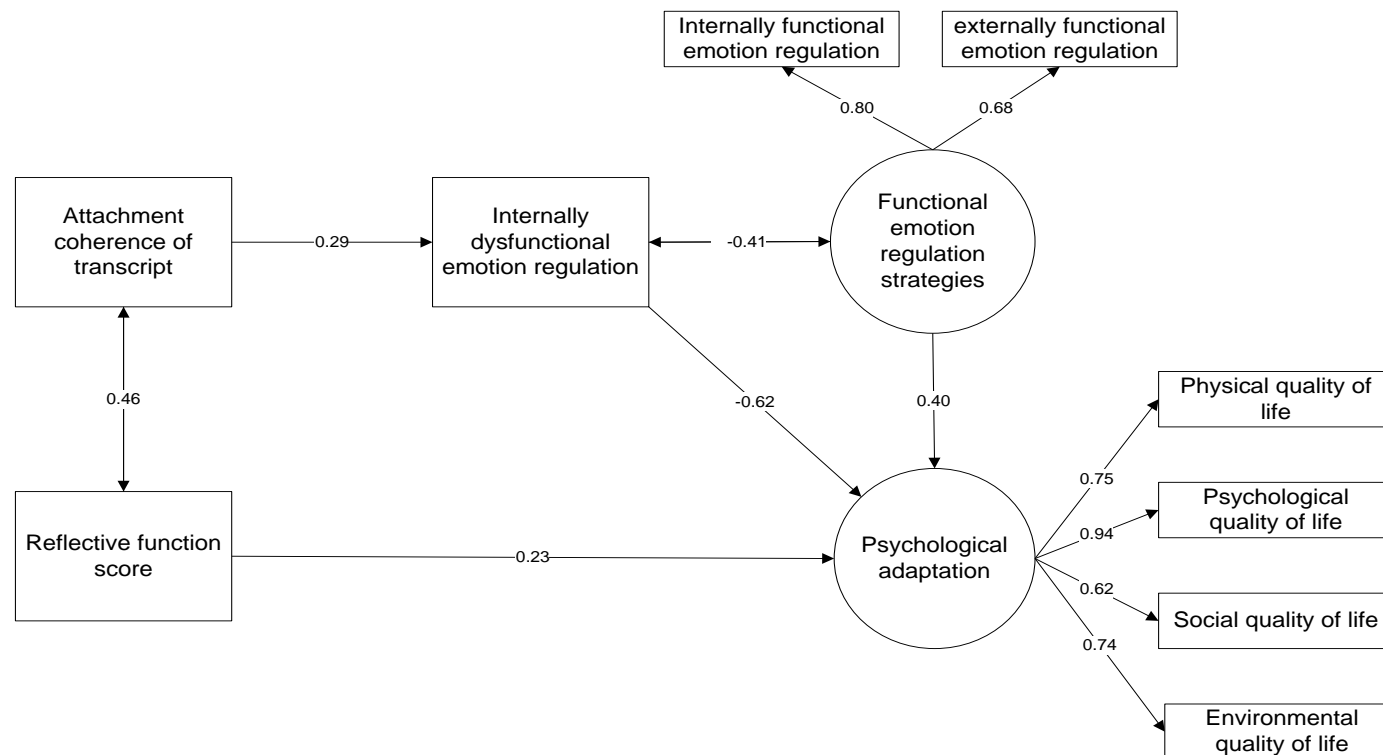 Internally functional
emotion regulation
externally functional
emotion regulation
0.80
0.68
Attachment
coherence of
transcript
0.29
Internally
dysfunctional
emotion regulation
-0.41
Functional
emotion
regulation
strategies
0.46
-0.62
0.40
Physical quality of
life
0.75
Psychological
quality of life
0.94
Reflective function
score
0.23
Psychological
adaptation
0.62
Social quality of life
0.74
Environmental
quality of life